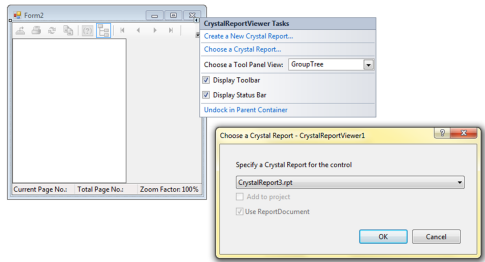 Form2
CrystalReportViewer Tasks
Create a New Crystal Report...
Choose a Crystal Report...
Choose a Tool Panel View: GroupTree
Display Toolbar
Display Status Bar
Undock in Parent Container
Current Page No.: Total Page No.: Zoom Factor: 100%
Choose a Crystal Report - CrystalReportViewer1
Specify a Crystal Report for the control
CrystalReport3.rpt
Add to project
Use ReportDocument
OK Cancel